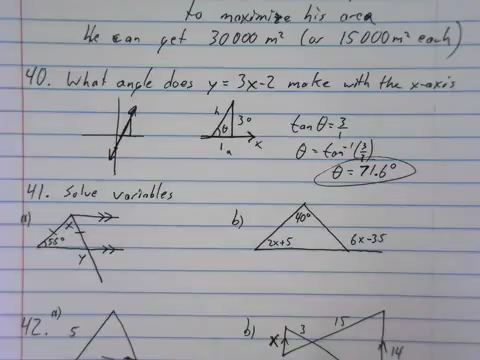 to maximize his area
He can get 30000 m² (or 15000 m² each)
40. What angle does y = 3x-2 make with the x-axis
h
θ
3 o
1 a
x
tan θ = 3/1
θ = tan⁻¹(3/1)
θ = 71.6°
41. Solve variables
a)
x
55°
y
b)
40°
2x+5
6x-35
42. a)
5
b)
x
3
15
14